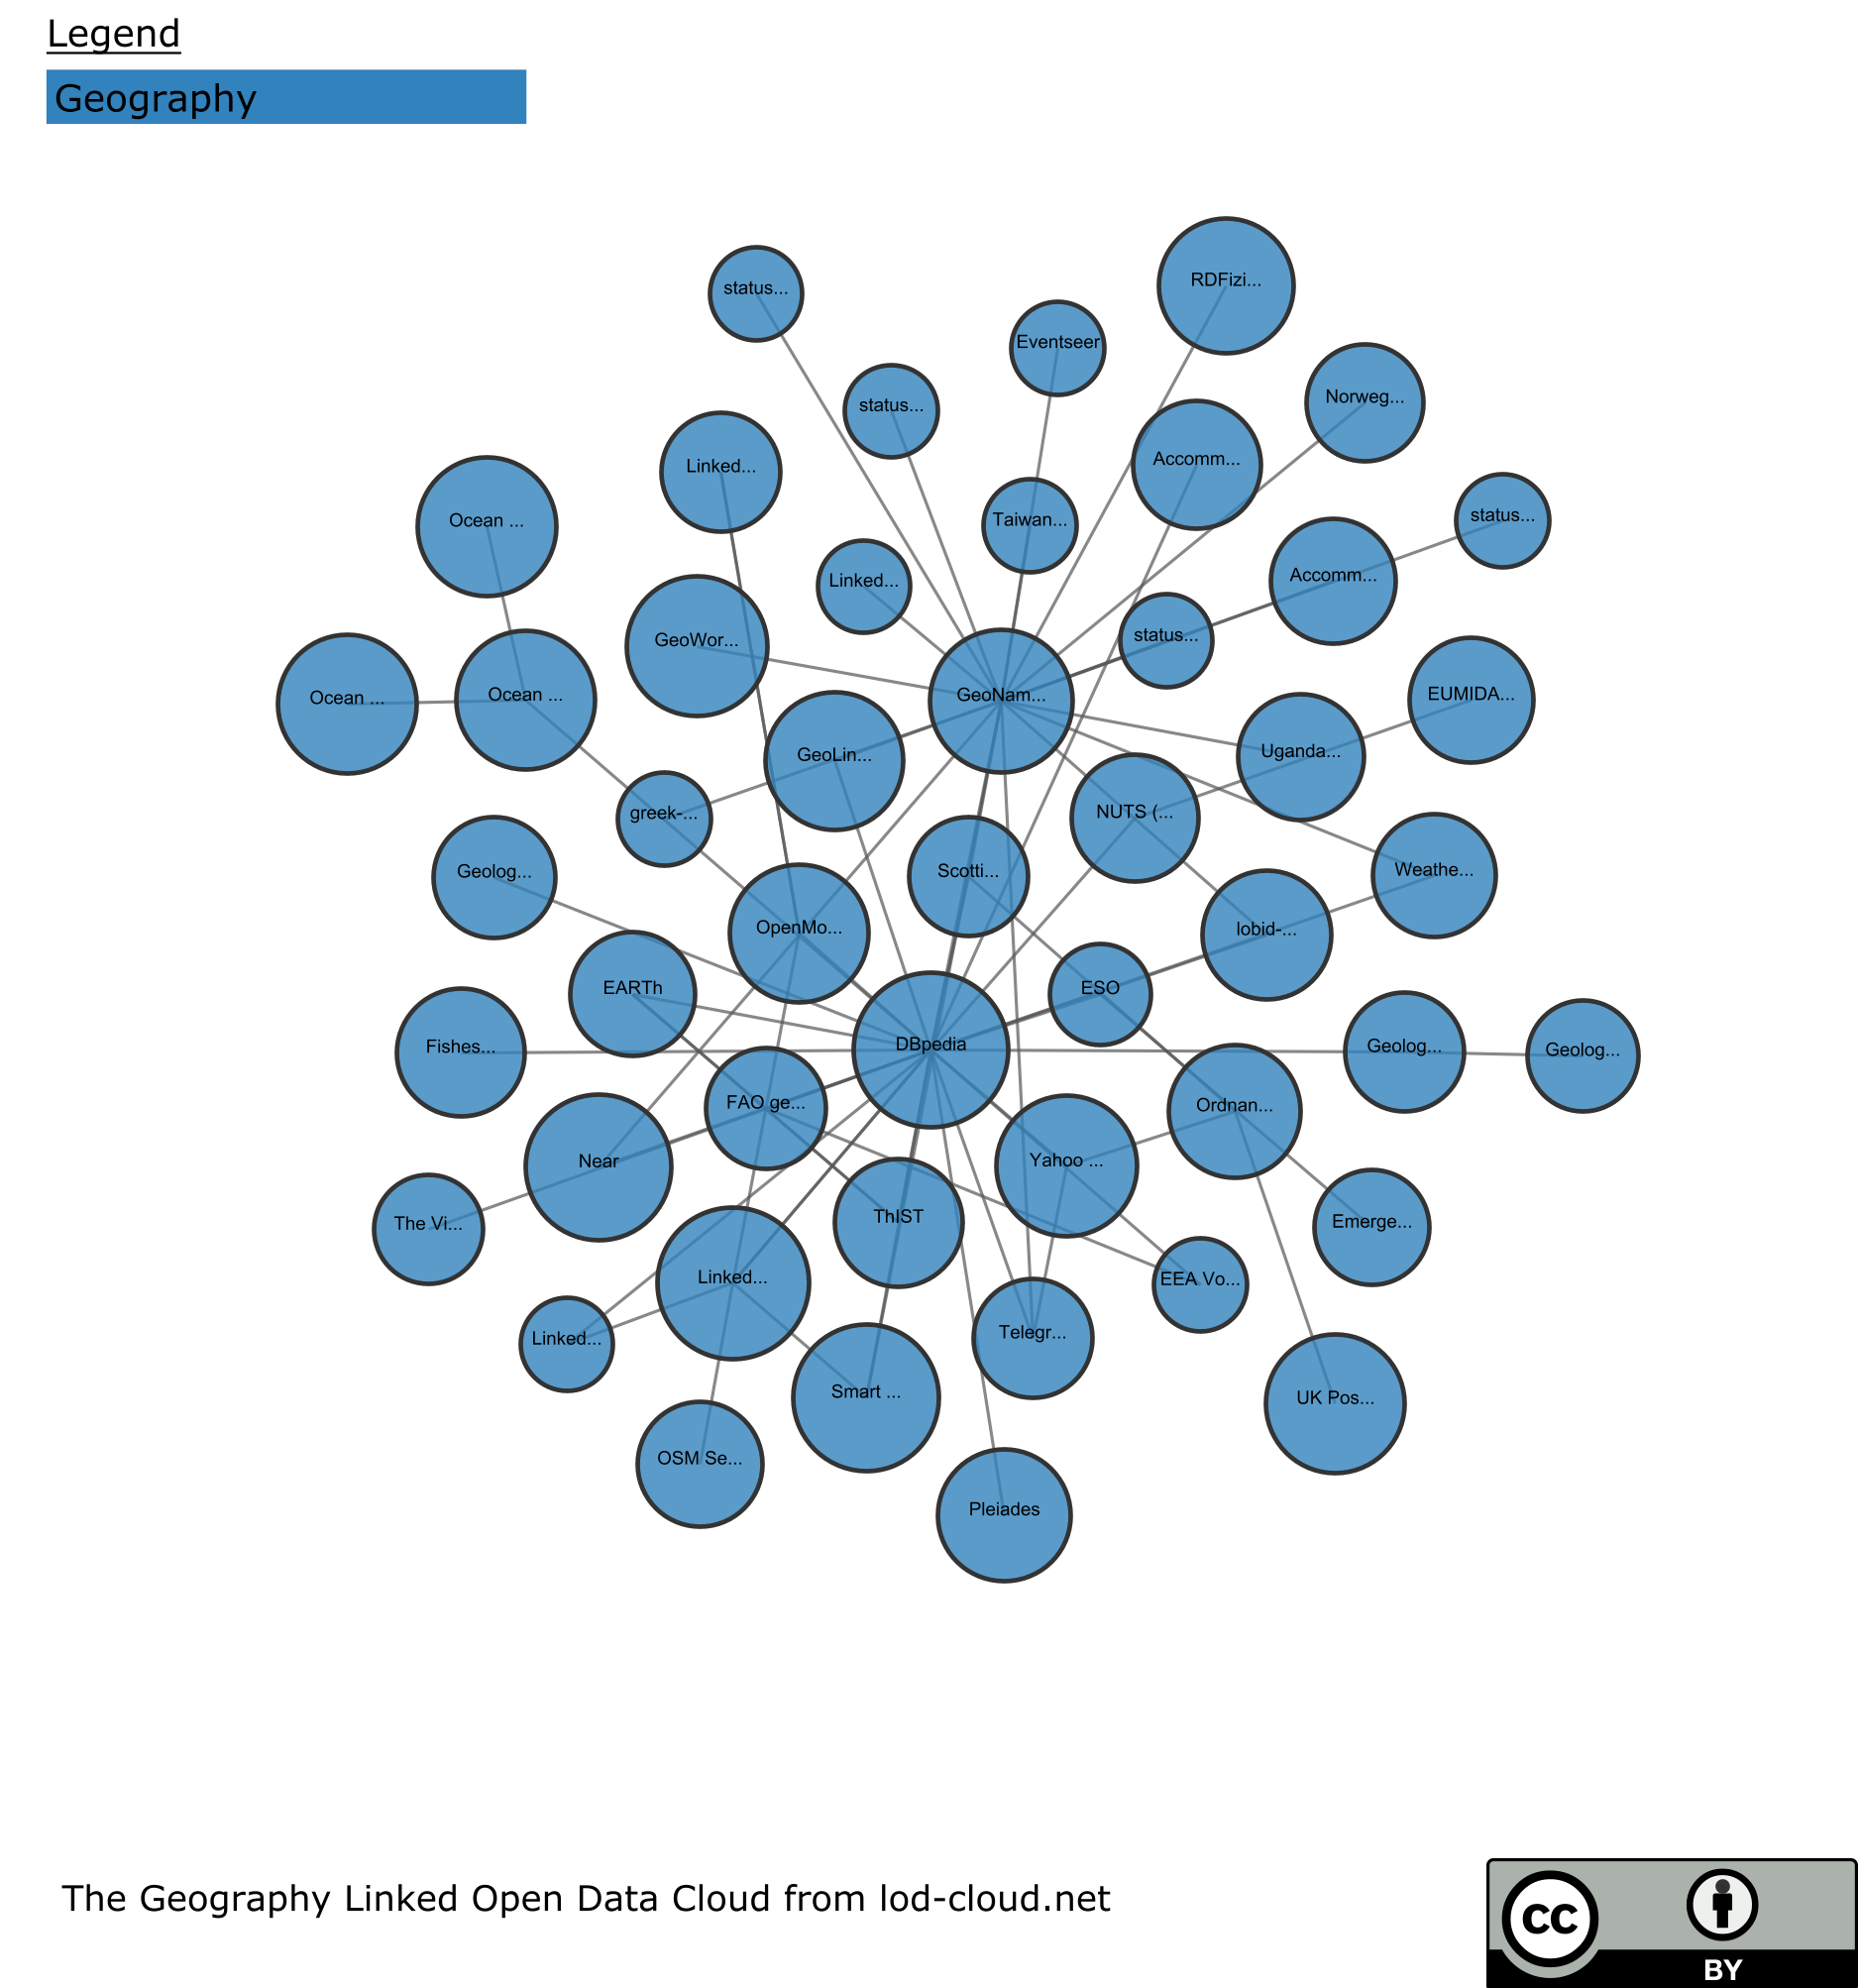 Legend
Geography
RDFizi...
status...
Eventseer
Norweg...
status...
Accomm...
Linked...
status...
Ocean ...
Taiwan...
Accomm...
Linked...
status...
GeoWor...
Ocean ...
Ocean ...
GeoNam...
EUMIDA...
GeoLin...
Uganda...
greek-...
NUTS (...
Geolog...
Scotti...
Weathe...
OpenMo...
lobid-...
EARTh
ESO
Fishes...
DBpedia
Geolog...
Geolog...
FAO ge...
Ordnan...
Near
Yahoo ...
The Vi...
ThIST
Emerge...
Linked...
EEA Vo...
Linked...
Telegr...
Smart ...
UK Pos...
OSM Se...
Pleiades
The Geography Linked Open Data Cloud from lod-cloud.net
cc
BY